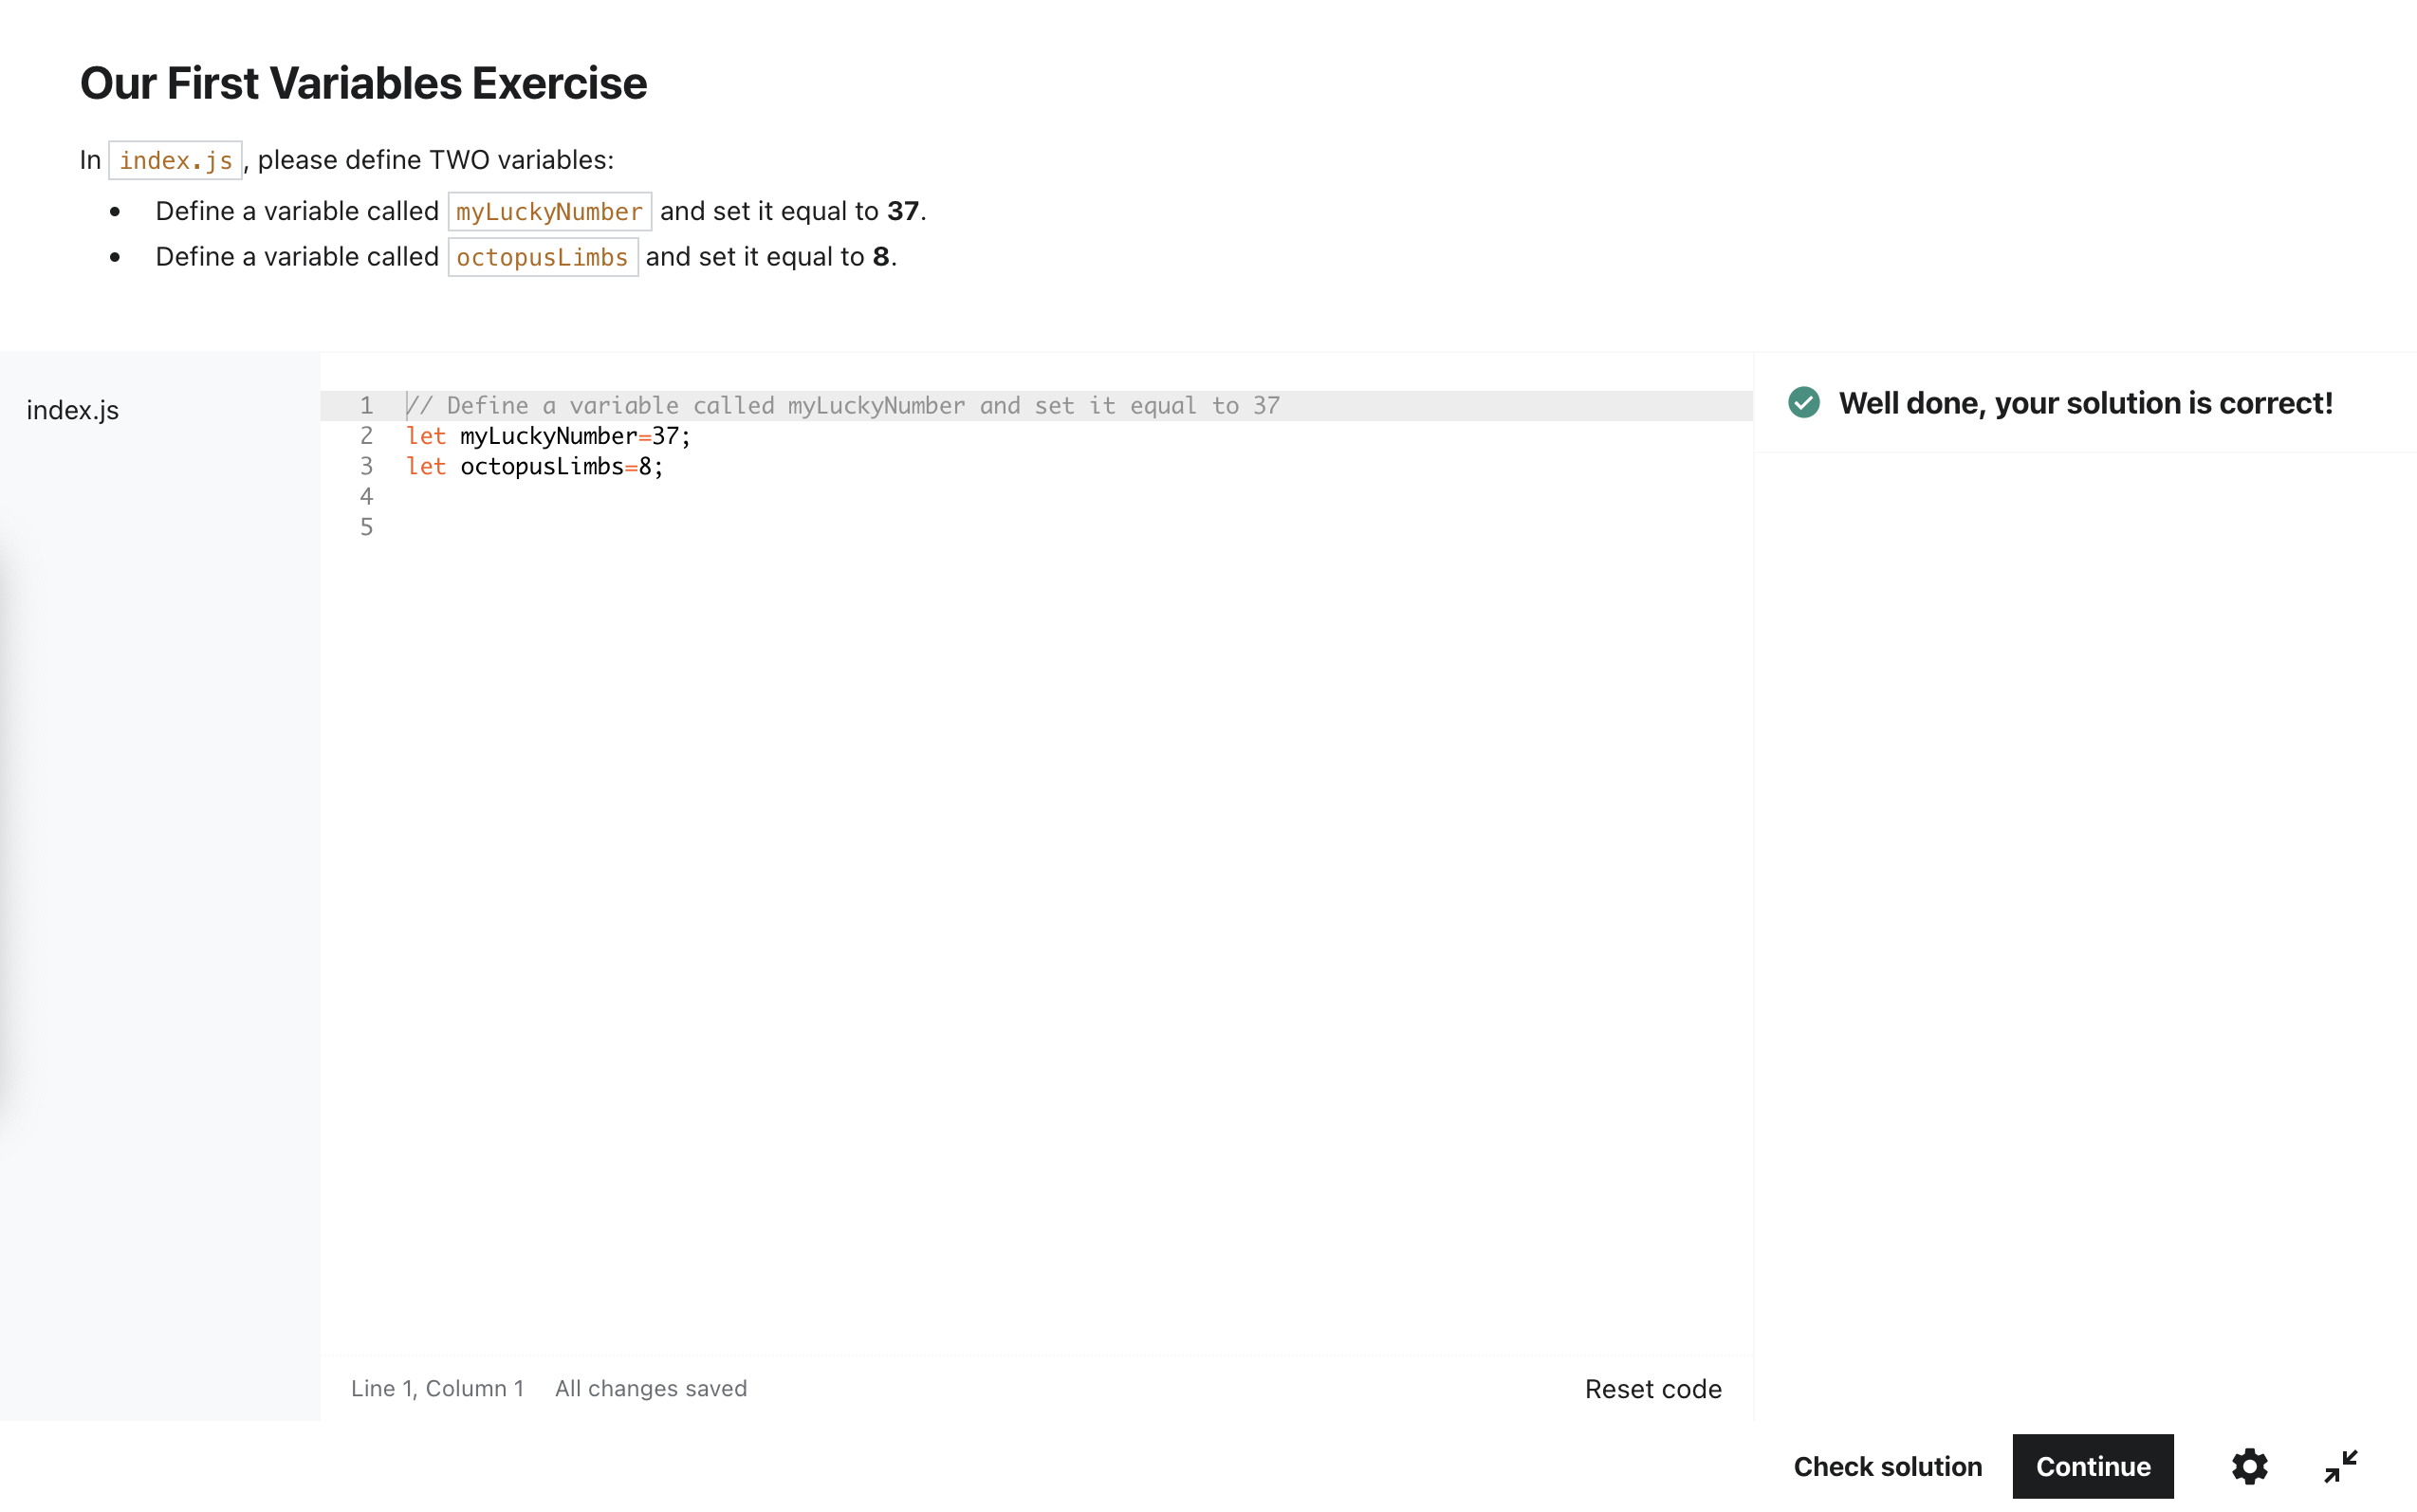 Our First Variables Exercise
In index.js, please define TWO variables:
• Define a variable called myLuckyNumber and set it equal to 37.
• Define a variable called octopusLimbs and set it equal to 8.
index.js
1 // Define a variable called myLuckyNumber and set it equal to 37
2 let myLuckyNumber=37;
3 let octopusLimbs=8;
4
5
Well done, your solution is correct!
Line 1, Column 1 All changes saved Reset code
Check solution Continue